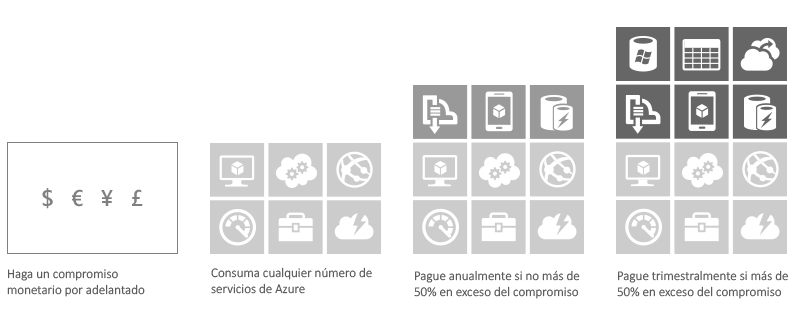 $ € ¥ £
Haga un compromiso
monetario por adelantado
Consuma cualquier número de
servicios de Azure
Pague anualmente si no más de
50% en exceso del compromiso
Pague trimestralmente si más de
50% en exceso del compromiso